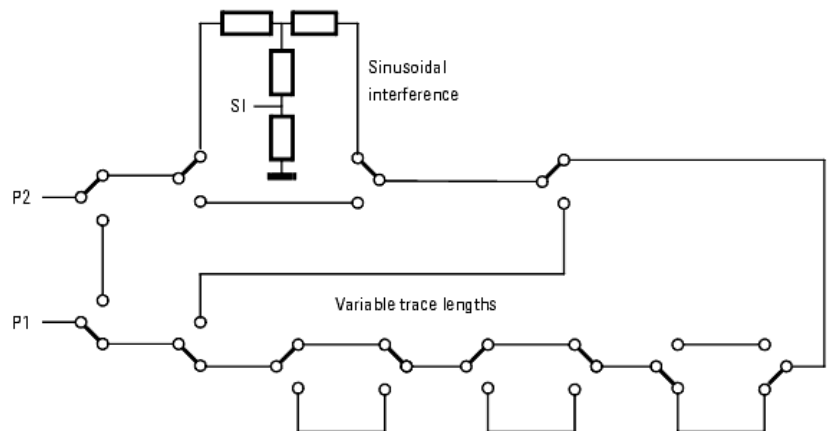 Sinusoidal
interference
SI
P2
Variable trace lengths
P1